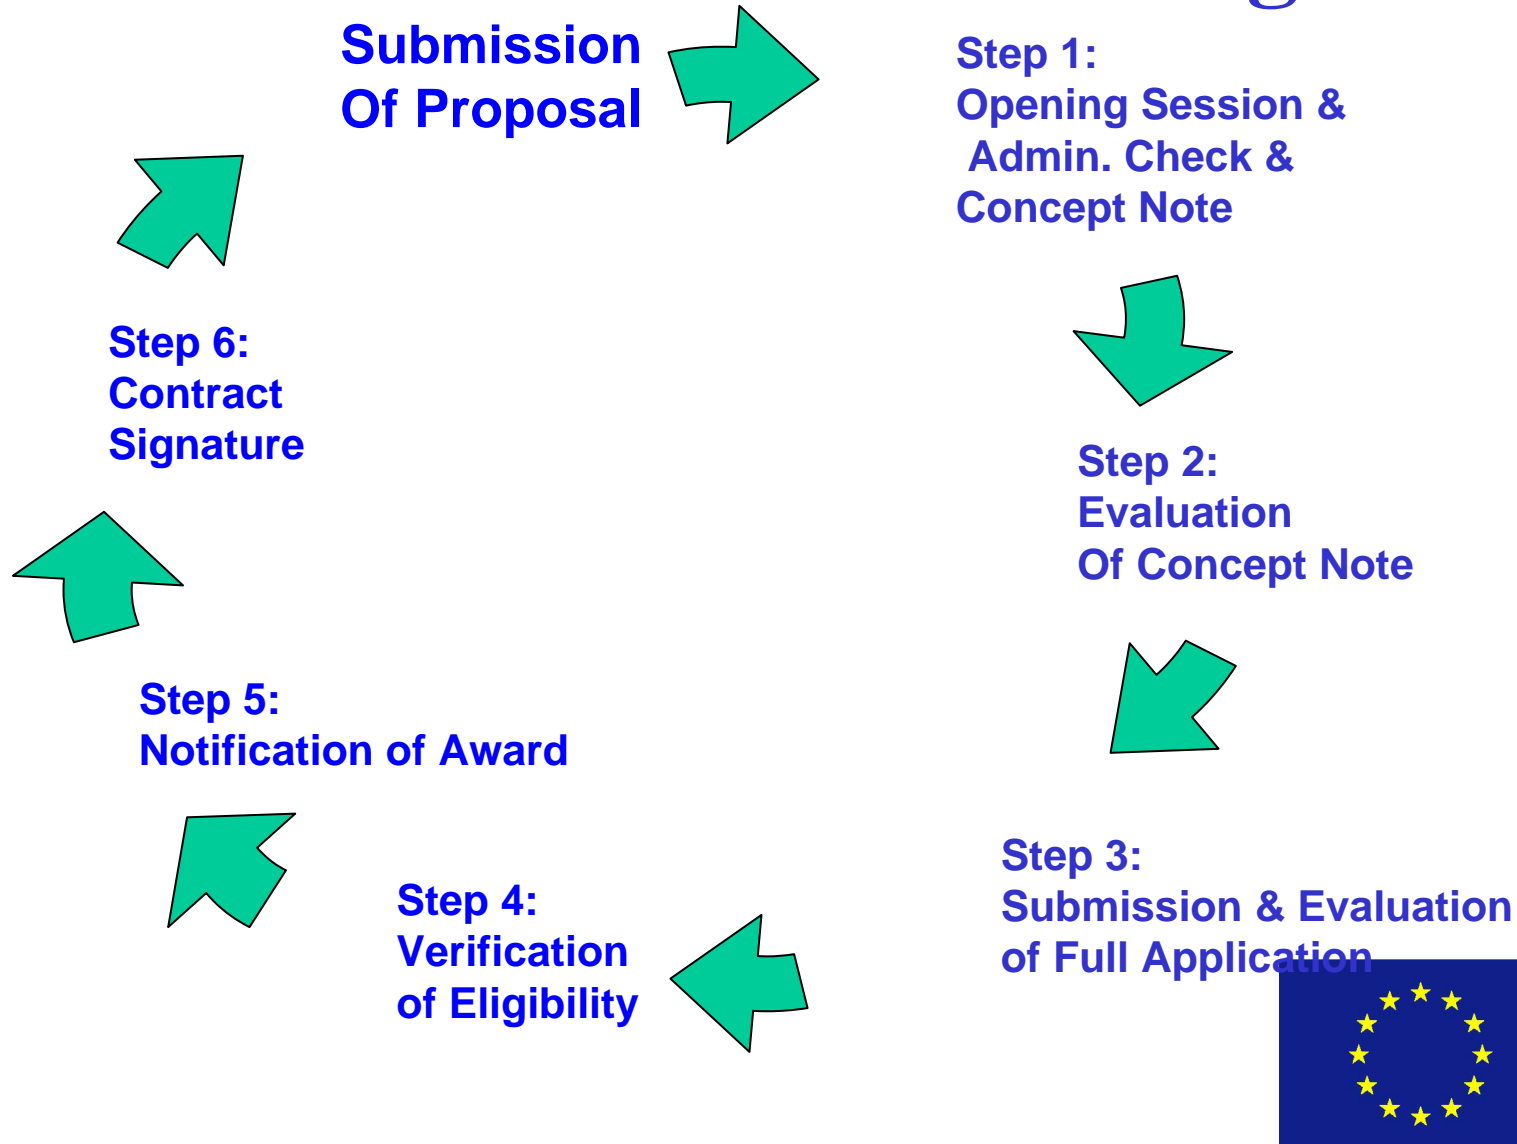 Submission
Of Proposal
Step 1:
Opening Session &
Admin. Check &
Concept Note
Step 2:
Evaluation
Of Concept Note
Step 3:
Submission & Evaluation
of Full Application
Step 4:
Verification
of Eligibility
Step 5:
Notification of Award
Step 6:
Contract
Signature